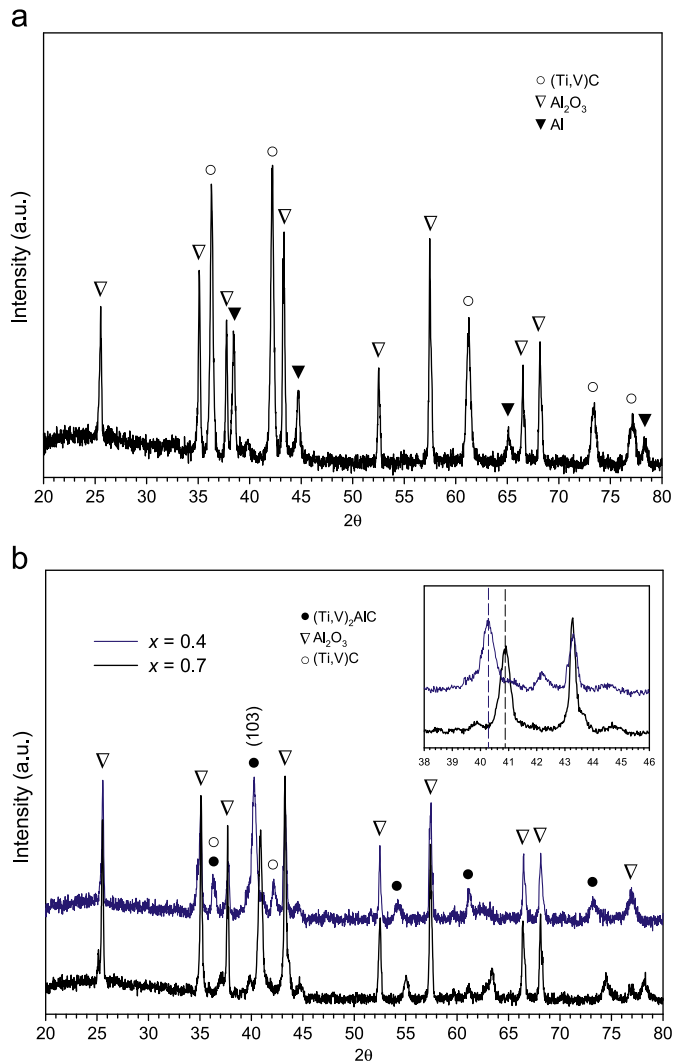 a
Intensity (a.u.)
(Ti,V)C
Al₂O₃
Al
20 25 30 35 40 45 50 55 60 65 70 75 80
2θ
b
Intensity (a.u.)
x = 0.4
x = 0.7
(Ti,V)₂AlC
Al₂O₃
(Ti,V)C
(103)
38 39 40 41 42 43 44 45 46
20 25 30 35 40 45 50 55 60 65 70 75 80
2θ